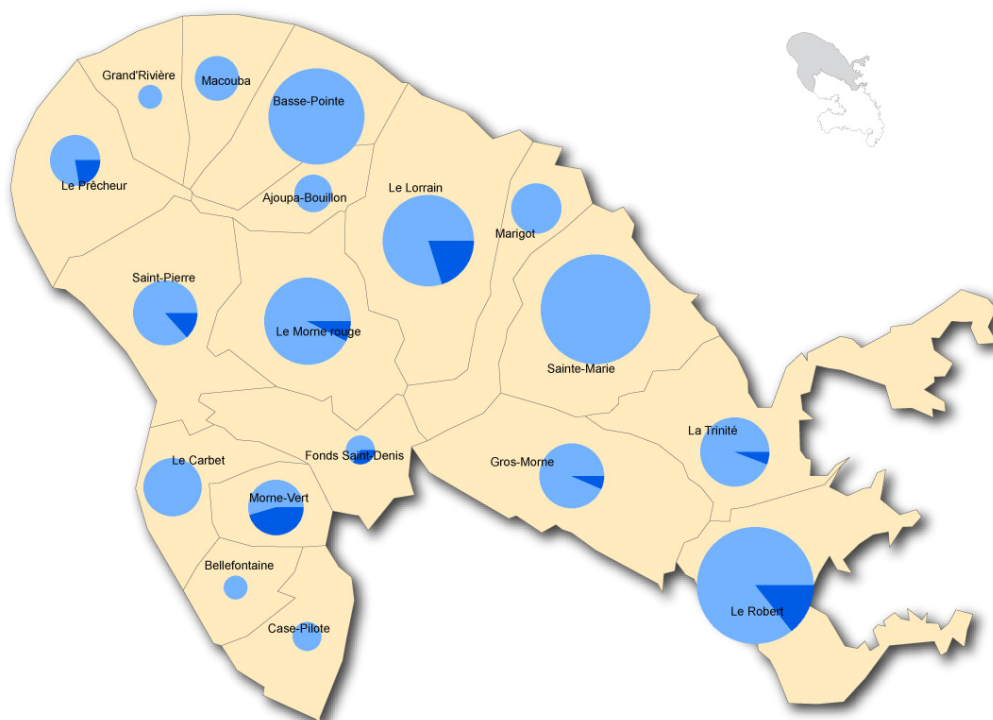 Grand'Rivière
Macouba
Basse-Pointe
Le Prêcheur
Ajoupa-Bouillon
Le Lorrain
Marigot
Saint-Pierre
Le Morne rouge
Sainte-Marie
La Trinité
Fonds Saint-Denis
Gros-Morne
Le Carbet
Morne-Vert
Bellefontaine
Le Robert
Case-Pilote